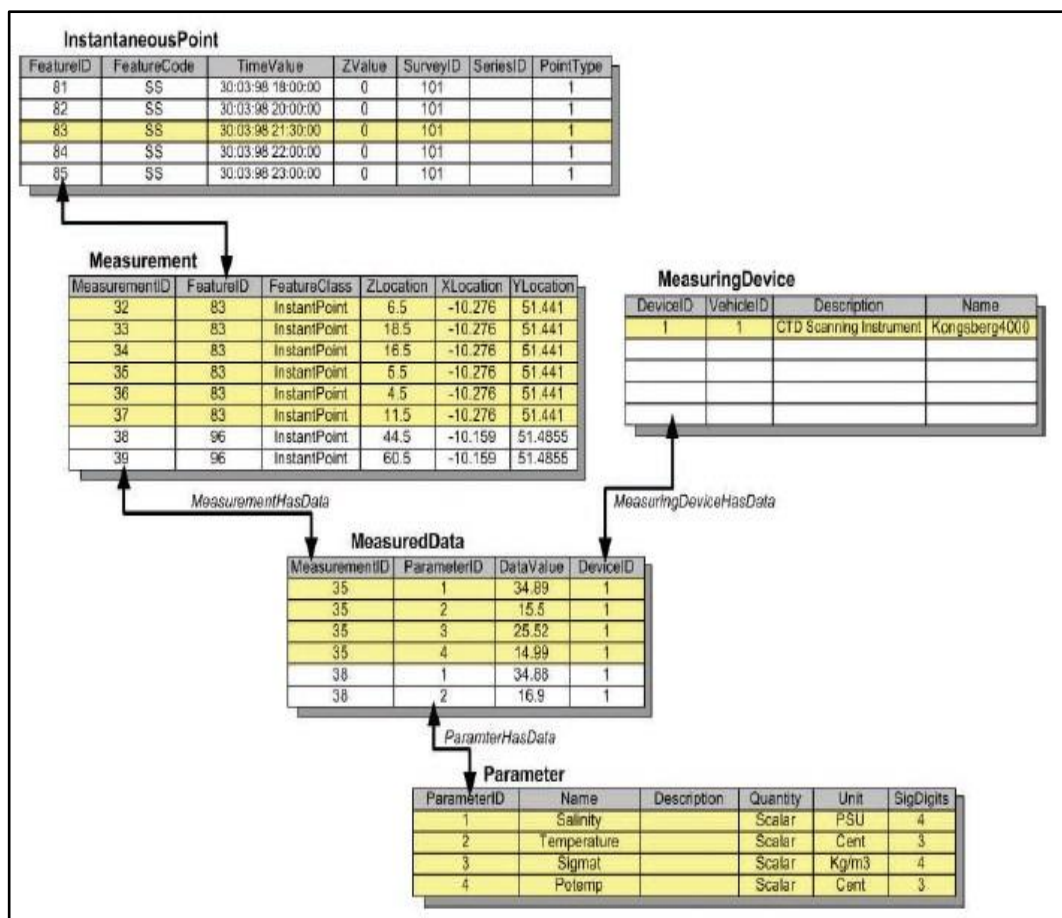 InstantaneousPoint
FeatureID FeatureCode TimeValue ZValue SurveyID SeriesID PointType
81 SS 30:03:98 18:00:00 0 101 1
82 SS 30:03:98 20:00:00 0 101 1
83 SS 30:03:98 21:30:00 0 101 1
84 SS 30:03:98 22:00:00 0 101 1
85 SS 30:03:98 23:00:00 0 101 1
Measurement
MeasurementID FeatureID FeatureClass ZLocation XLocation YLocation
32 83 InstantPoint 6.5 -10.276 51.441
33 83 InstantPoint 18.5 -10.276 51.441
34 83 InstantPoint 16.5 -10.276 51.441
35 83 InstantPoint 5.5 -10.276 51.441
36 83 InstantPoint 4.5 -10.276 51.441
37 83 InstantPoint 11.5 -10.276 51.441
38 96 InstantPoint 44.5 -10.159 51.4855
39 96 InstantPoint 60.5 -10.159 51.4855
MeasuringDevice
DeviceID VehicleID Description Name
1 1 CTD Scanning Instrument Kongsberg4000
MeasurementHasData
MeasuringDeviceHasData
MeasuredData
MeasurementID ParameterID DataValue DeviceID
35 1 34.89 1
35 2 15.5 1
35 3 25.52 1
35 4 14.99 1
38 1 34.88 1
38 2 16.9 1
ParamterHasData
Parameter
ParameterID Name Description Quantity Unit SigDigits
1 Salinity Scalar PSU 4
2 Temperature Scalar Cent 3
3 Sigmat Scalar Kg/m3 4
4 Potemp Scalar Cent 3